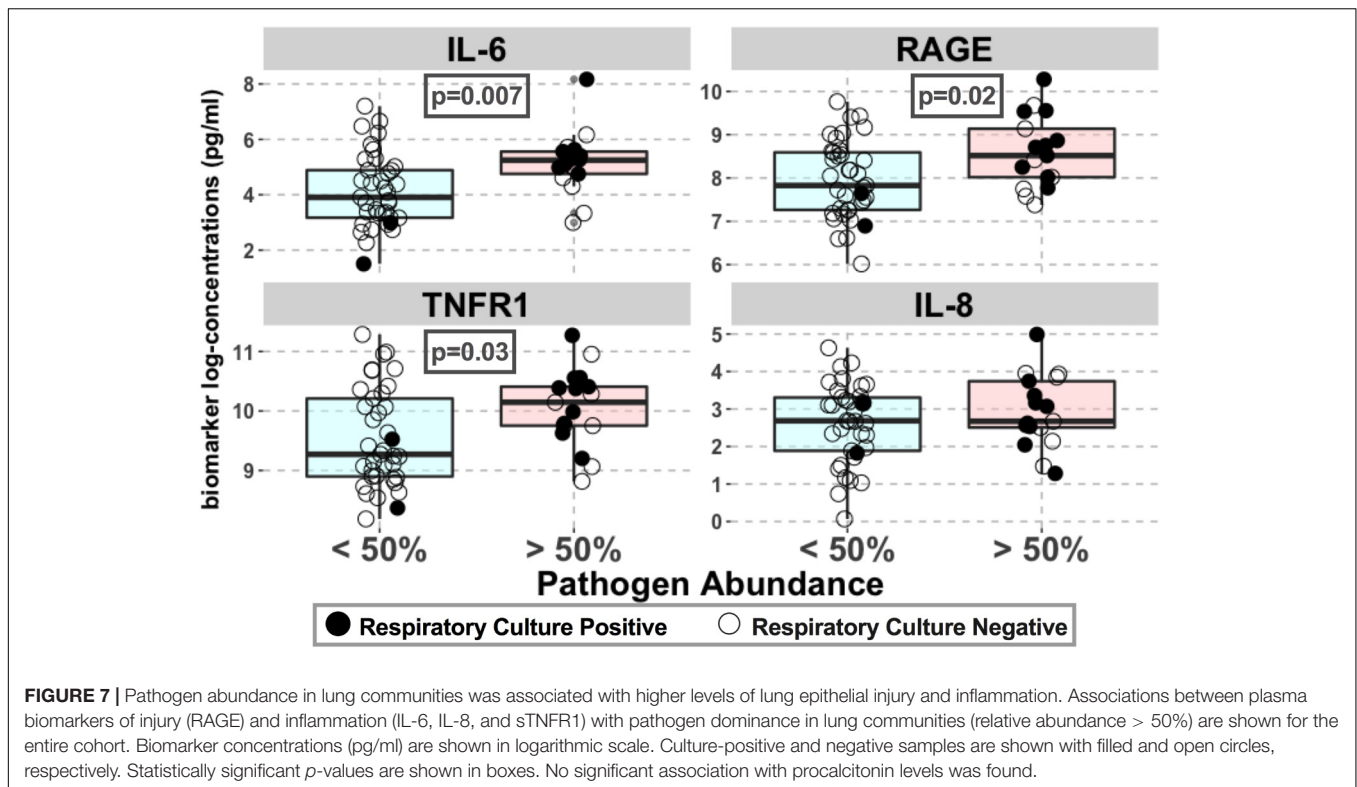 IL-6
RAGE
p=0.007
p=0.02
8
6
4
2
10
9
8
7
6
TNFR1
IL-8
p=0.03
11
10
9
5
4
3
2
1
0
biomarker log-concentrations (pg/ml)
< 50% > 50% < 50% > 50%
Pathogen Abundance
Respiratory Culture Positive Respiratory Culture Negative
FIGURE 7 | Pathogen abundance in lung communities was associated with higher levels of lung epithelial injury and inflammation. Associations between plasma
biomarkers of injury (RAGE) and inflammation (IL-6, IL-8, and sTNFR1) with pathogen dominance in lung communities (relative abundance > 50%) are shown for the
entire cohort. Biomarker concentrations (pg/ml) are shown in logarithmic scale. Culture-positive and negative samples are shown with filled and open circles,
respectively. Statistically significant p-values are shown in boxes. No significant association with procalcitonin levels was found.